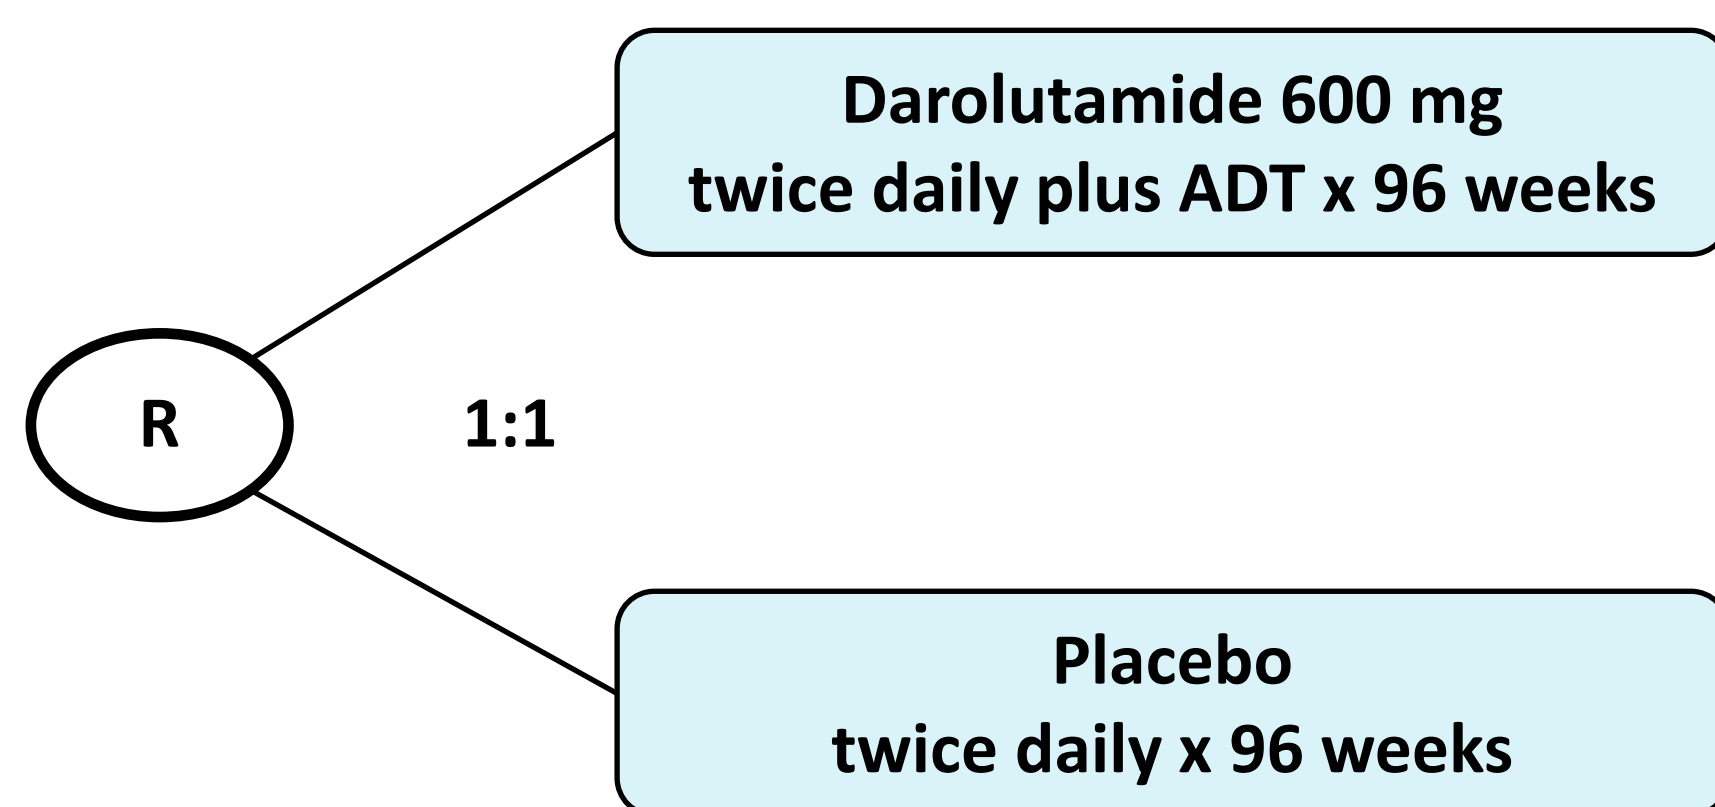 Darolutamide 600 mg
twice daily plus ADT x 96 weeks
R
1:1
Placebo
twice daily x 96 weeks